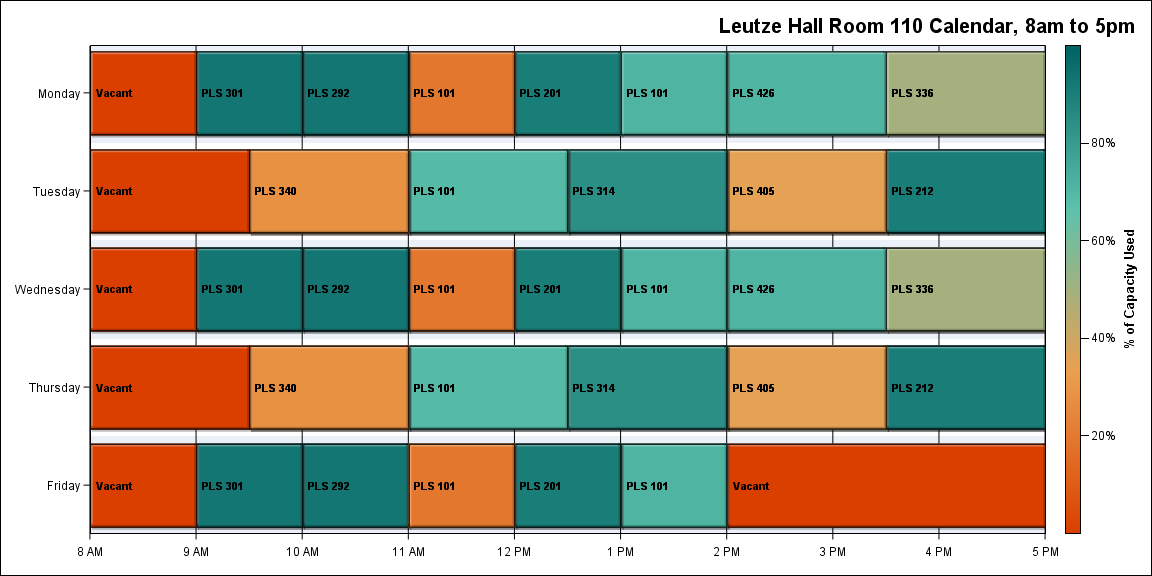 Leutze Hall Room 110 Calendar, 8am to 5pm
Monday
Vacant
PLS 301
PLS 292
PLS 101
PLS 201
PLS 101
PLS 426
PLS 336
Tuesday
Vacant
PLS 340
PLS 101
PLS 314
PLS 405
PLS 212
Wednesday
Vacant
PLS 301
PLS 292
PLS 101
PLS 201
PLS 101
PLS 426
PLS 336
Thursday
Vacant
PLS 340
PLS 101
PLS 314
PLS 405
PLS 212
Friday
Vacant
PLS 301
PLS 292
PLS 101
PLS 201
PLS 101
Vacant
8 AM
9 AM
10 AM
11 AM
12 PM
1 PM
2 PM
3 PM
4 PM
5 PM
80%
60%
40%
20%
% of Capacity Used